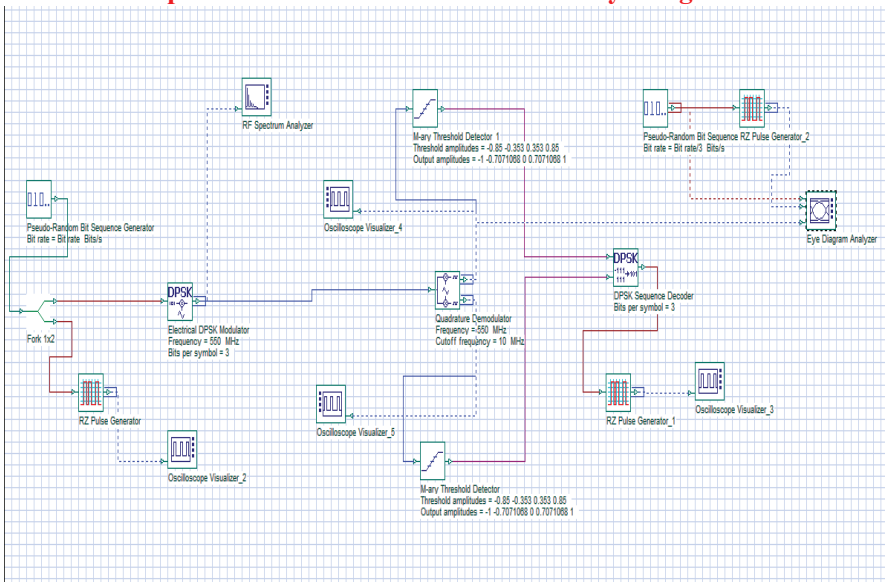 RF Spectrum Analyzer
M-ary Threshold Detector_1
Threshold amplitudes = -0.85 -0.353 0.353 0.85
Output amplitudes = -1 -0.7071068 0 0.7071068 1
Pseudo-Random Bit Sequence RZ Pulse Generator_2
Bit rate = Bit rate/3 Bits/s
Pseudo-Random Bit Sequence Generator
Bit rate = Bit rate Bits/s
Oscilloscope Visualizer_4
Eye Diagram Analyzer
DPSK
DPSK Sequence Decoder
Bits per symbol = 3
DPSK
Electrical DPSK Modulator
Frequency = 550 MHz
Bits per symbol = 3
Quadrature Demodulator
Frequency = 550 MHz
Cutoff frequency = 10 MHz
Fork 1x2
RZ Pulse Generator
Oscilloscope Visualizer_5
RZ Pulse Generator_1
Oscilloscope Visualizer_3
Oscilloscope Visualizer_2
M-ary Threshold Detector
Threshold amplitudes = -0.85 -0.353 0.353 0.85
Output amplitudes = -1 -0.7071068 0 0.7071068 1